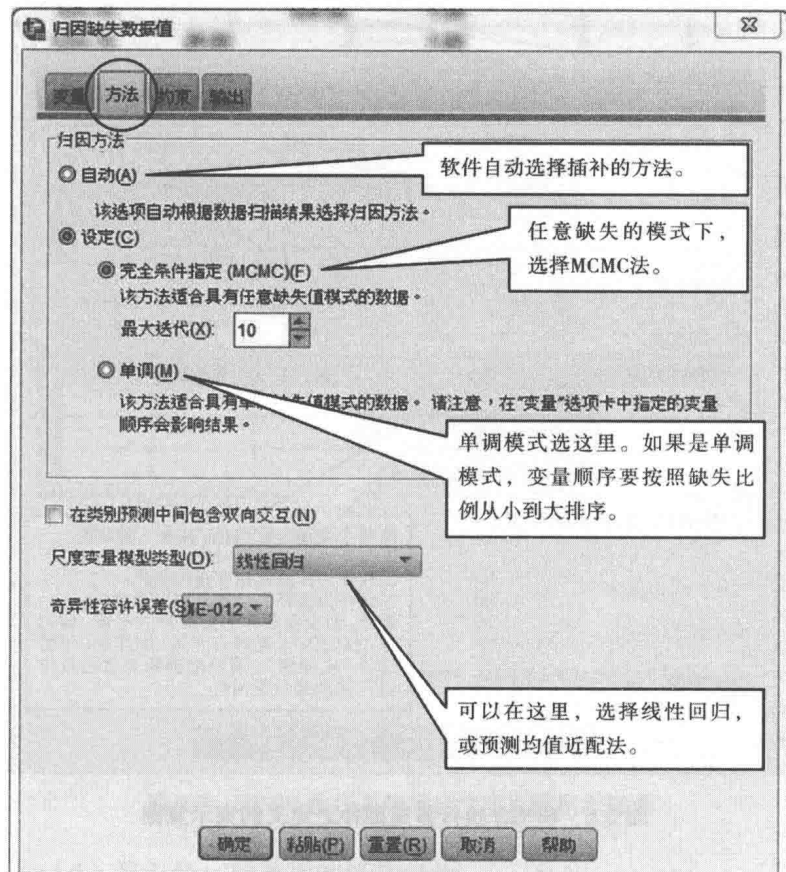 归因缺失数据值
变量 方法 约束 输出
归因方法
自动(A)
软件自动选择插补的方法。
该选项自动根据数据扫描结果选择归因方法。
设定(C)
任意缺失的模式下，
选择MCMC法。
完全条件指定 (MCMC)(F)
该方法适合具有任意缺失值模式的数据。
最大迭代(X): 10
单调(M)
该方法适合具有单 缺失值模式的数据。 请注意，在"变量"选项卡中指定的变量
顺序会影响结果。
单调模式选这里。如果是单调
模式，变量顺序要按照缺失比
例从小到大排序。
在类别预测中间包含双向交互(N)
尺度变量模型类型(D): 线性回归
奇异性容许误差(S) IE-012
可以在这里，选择线性回归，
或预测均值近配法。
确定 粘贴(P) 重置(R) 取消 帮助